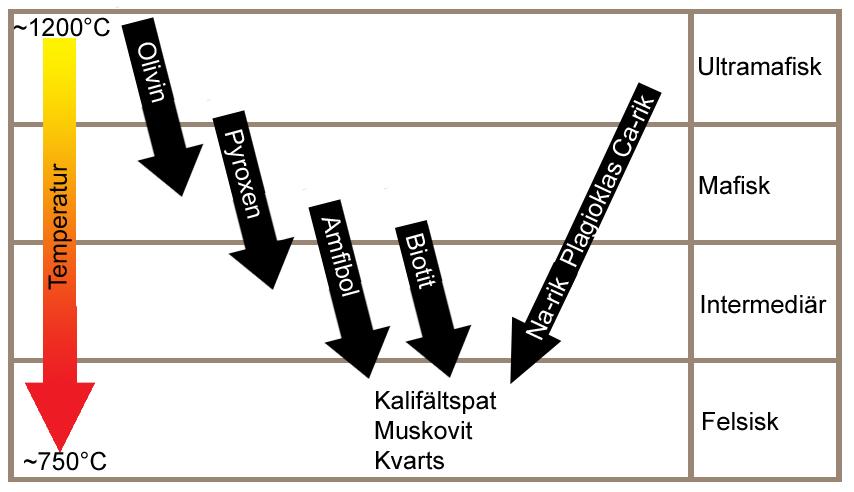 ~1200°C
Olivin
Pyroxen
Amfibol
Biotit
Na-rik Plagioklas Ca-rik
Temperatur
~750°C
Kalifältspat
Muskovit
Kvarts
Ultramafisk
Mafisk
Intermediär
Felsisk